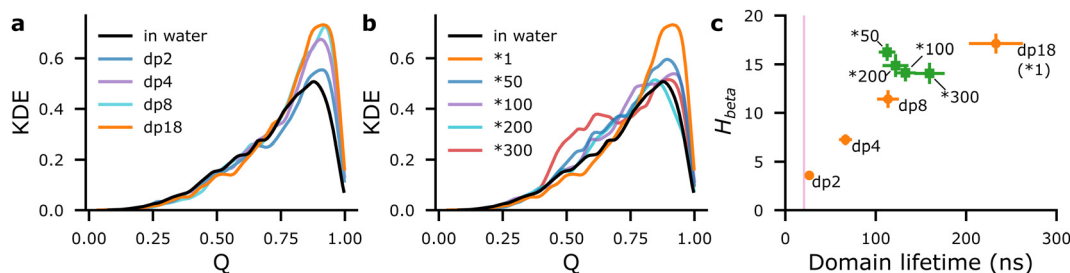 a
KDE
0.6
0.4
0.2
0.0
in water
dp2
dp4
dp8
dp18
0.00 0.25 0.50 0.75 1.00
Q
b
KDE
0.6
0.4
0.2
0.0
in water
*1
*50
*100
*200
*300
0.00 0.25 0.50 0.75 1.00
Q
c
H_beta
20
15
10
5
0
*50
*100
*200
*300
dp18
(*1)
dp8
dp4
dp2
0 100 200 300
Domain lifetime (ns)